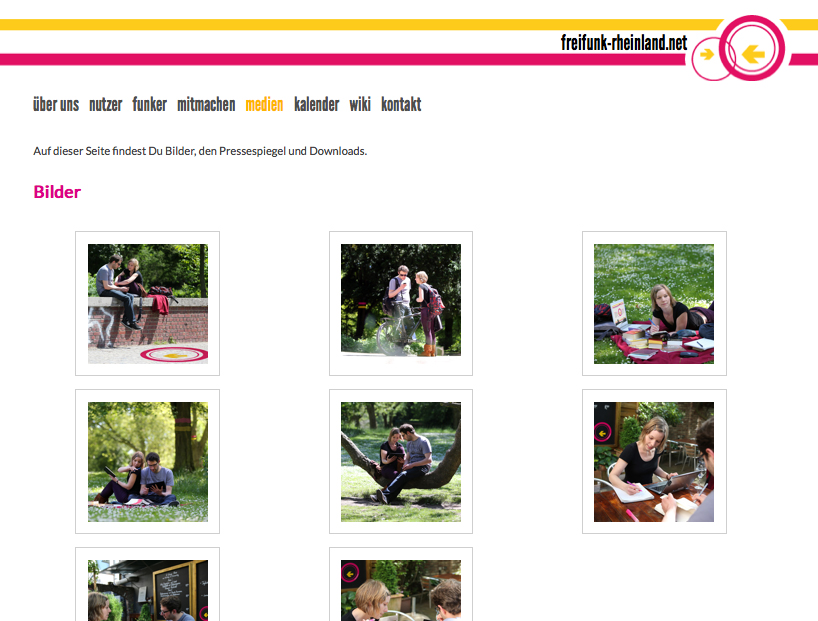 freifunk-rheinland.net
über uns nutzer funker mitmachen medien kalender wiki kontakt
Auf dieser Seite findest Du Bilder, den Pressespiegel und Downloads.
Bilder